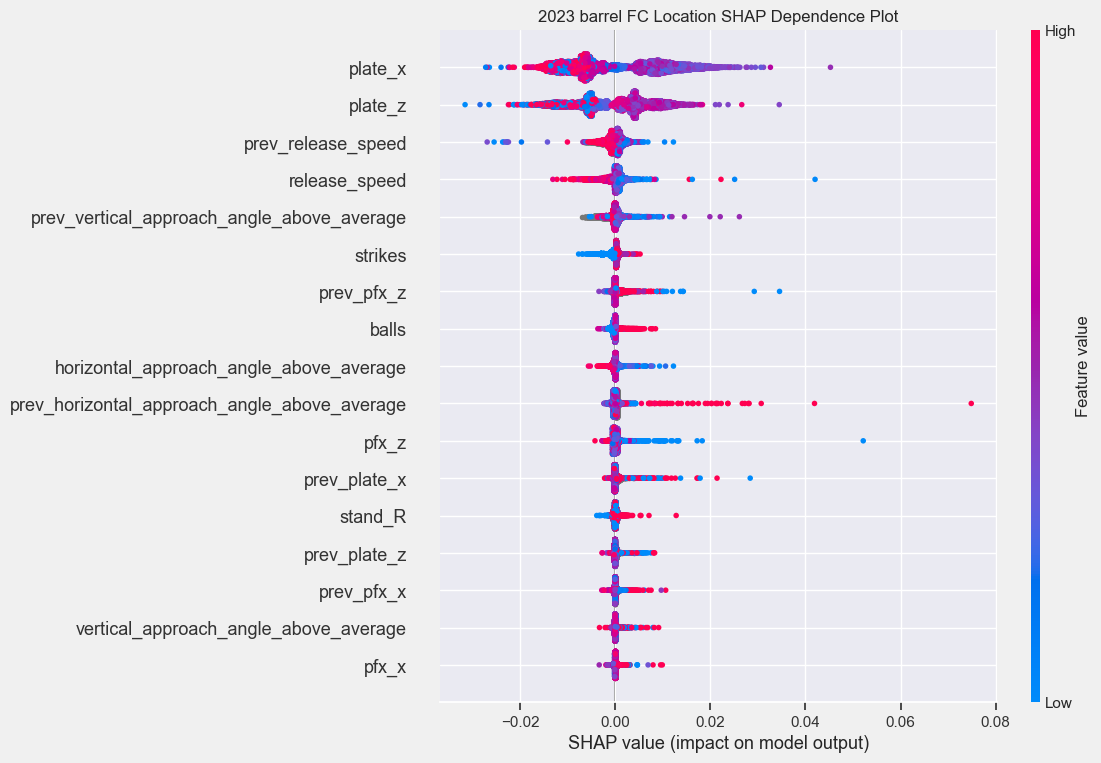 2023 barrel FC Location SHAP Dependence Plot
High
plate_x
plate_z
prev_release_speed
release_speed
prev_vertical_approach_angle_above_average
strikes
prev_pfx_z
balls
horizontal_approach_angle_above_average
prev_horizontal_approach_angle_above_average
pfx_z
prev_plate_x
stand_R
prev_plate_z
prev_pfx_x
vertical_approach_angle_above_average
pfx_x
Feature value
Low
−0.02 0.00 0.02 0.04 0.06 0.08
SHAP value (impact on model output)